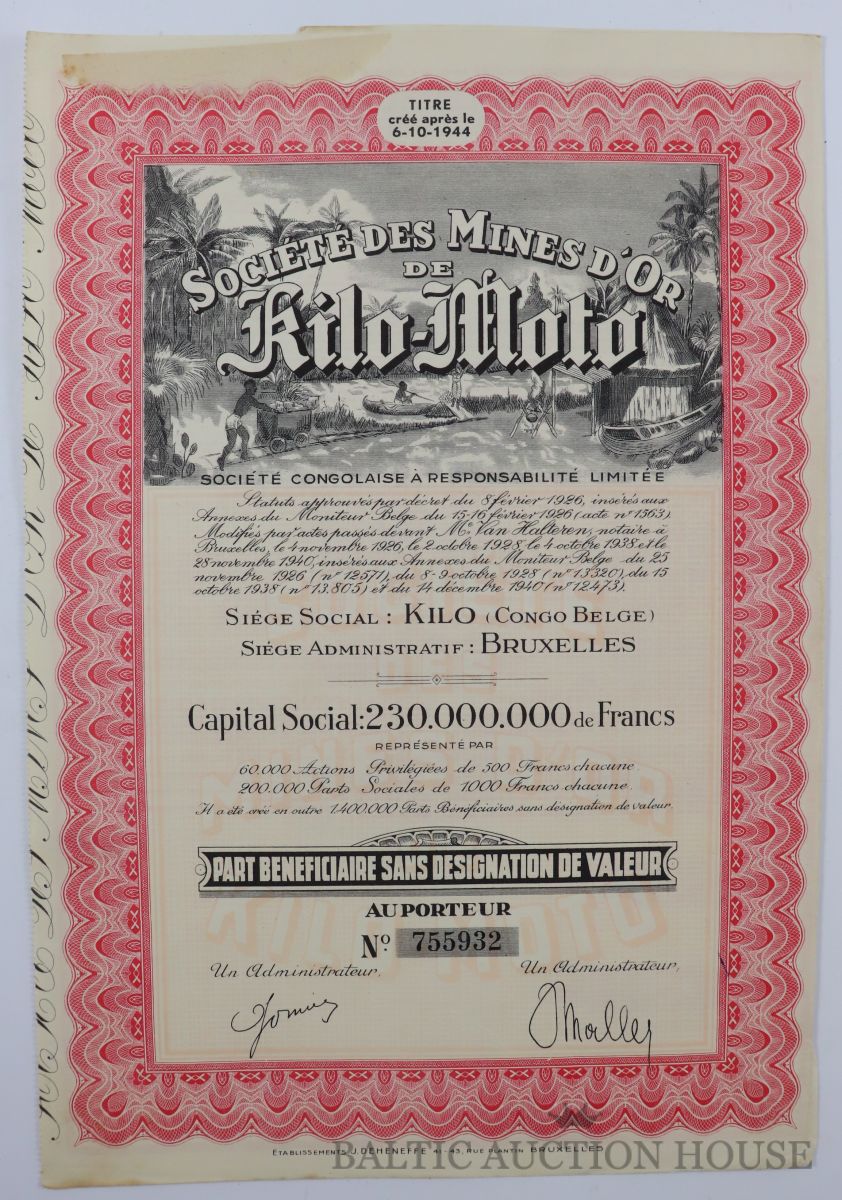 TITRE
créé après le
6-10-1944
SOCIÉTÉ DES MINES D'OR
DE
Kilo-Moto
SOCIÉTÉ CONGOLAISE À RESPONSABILITÉ LIMITÉE
Statuts approuvés par décret du 8 février 1926, insérés aux
Annexes du Moniteur Belge du 15-16 février 1926 (acte n° 1363).
Modifiés par actes passés devant Me Van Halteren, notaire à
Bruxelles, le 4 novembre 1926, le 2 octobre 1928, le 4 octobre 1938 et le
28 novembre 1940, insérés aux Annexes du Moniteur Belge du 25
novembre 1926 (n° 12571), du 8-9 octobre 1928 (n° 13320), du 15
octobre 1938 (n° 13.805) et du 14 décembre 1940 (n° 12473).
SIÉGE SOCIAL : KILO (CONGO BELGE)
SIÉGE ADMINISTRATIF : BRUXELLES
Capital Social: 230.000.000 de Francs
REPRÉSENTÉ PAR
60.000 Actions Privilégiées de 500 Francs chacune.
200.000 Parts Sociales de 1000 Francs chacune.
Il a été créé en outre 1.400.000 Parts Bénéficiaires sans désignation de valeur.
PART BENEFICIAIRE SANS DESIGNATION DE VALEUR
AU PORTEUR
No. 755932
Un Administrateur, Un Administrateur,
ETABLISSEMENTS J. DEHENEFFE 41-43, RUE PLANTIN BRUXELLES
BALTIC AUCTION HOUSE